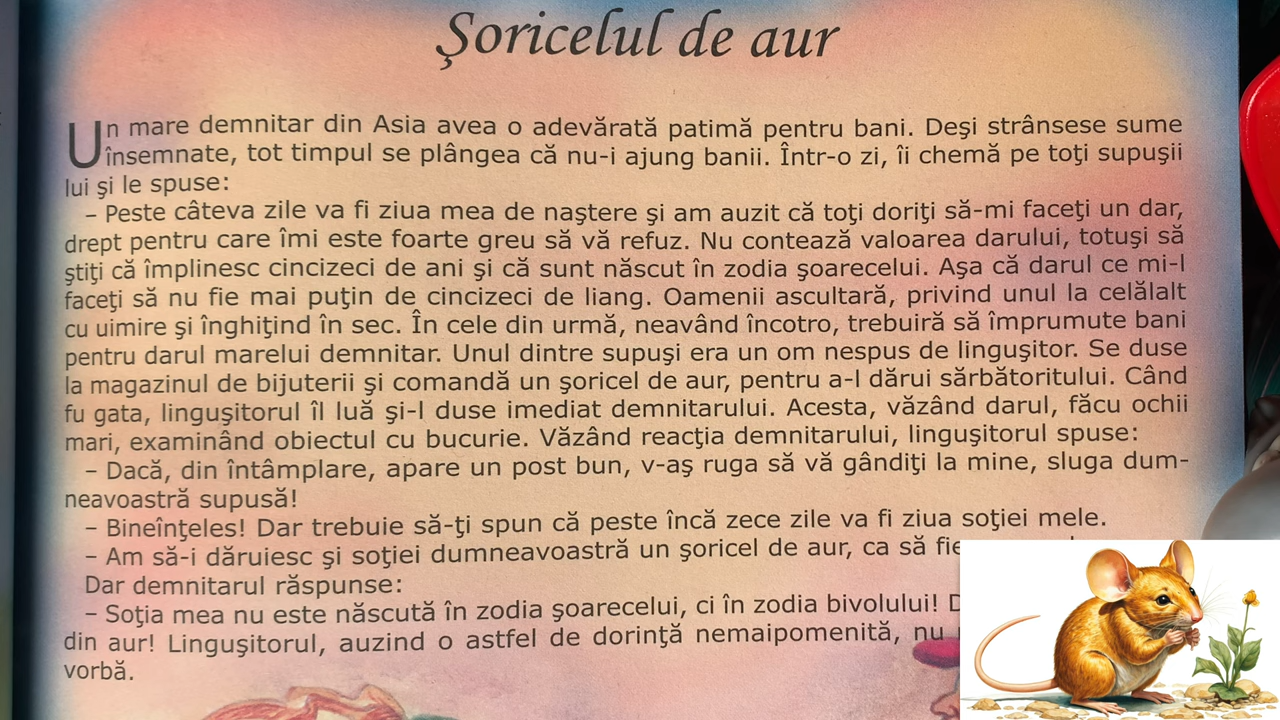 Şoricelul de aur
Un mare demnitar din Asia avea o adevărată patimă pentru bani. Deşi strânsese sume
însemnate, tot timpul se plângea că nu-i ajung banii. Într-o zi, îi chemă pe toţi supuşii
lui şi le spuse:
– Peste câteva zile va fi ziua mea de naştere şi am auzit că toţi doriţi să-mi faceţi un dar,
drept pentru care îmi este foarte greu să vă refuz. Nu contează valoarea darului, totuşi să
ştiţi că împlinesc cincizeci de ani şi că sunt născut în zodia şoarecelui. Aşa că darul ce mi-l
faceţi să nu fie mai puţin de cincizeci de liang. Oamenii ascultară, privind unul la celălalt
cu uimire şi înghiţind în sec. În cele din urmă, neavând încotro, trebuiră să împrumute bani
pentru darul marelui demnitar. Unul dintre supuşi era un om nespus de linguşitor. Se duse
la magazinul de bijuterii şi comandă un şoricel de aur, pentru a-l dărui sărbătoritului. Când
fu gata, linguşitorul îl luă şi-l duse imediat demnitarului. Acesta, văzând darul, făcu ochii
mari, examinând obiectul cu bucurie. Văzând reacţia demnitarului, linguşitorul spuse:
– Dacă, din întâmplare, apare un post bun, v-aş ruga să vă gândiţi la mine, sluga dum-
neavoastră supusă!
– Bineînţeles! Dar trebuie să-ţi spun că peste încă zece zile va fi ziua soţiei mele.
– Am să-i dăruiesc şi soţiei dumneavoastră un şoricel de aur, ca să fie
Dar demnitarul răspunse:
– Soţia mea nu este născută în zodia şoarecelui, ci în zodia bivolului!
din aur! Linguşitorul, auzind o astfel de dorinţă nemaipomenită, nu
vorbă.